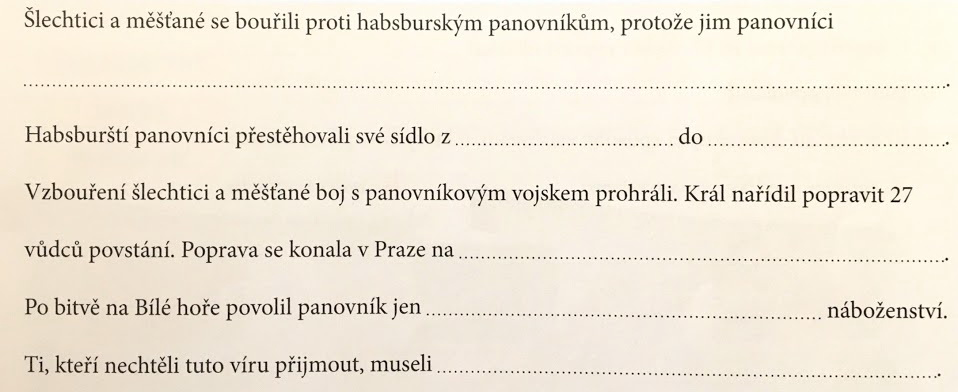 Šlechtici a měšťané se bouřili proti habsburským panovníkům, protože jim panovníci
.
Habsburští panovníci přestěhovali své sídlo z ........................ do ........................ .
Vzbouření šlechtici a měšťané boj s panovníkovým vojskem prohráli. Král nařídil popravit 27
vůdců povstání. Poprava se konala v Praze na ........................ .
Po bitvě na Bílé hoře povolil panovník jen ........................ náboženství.
Ti, kteří nechtěli tuto víru přijmout, museli ........................ .